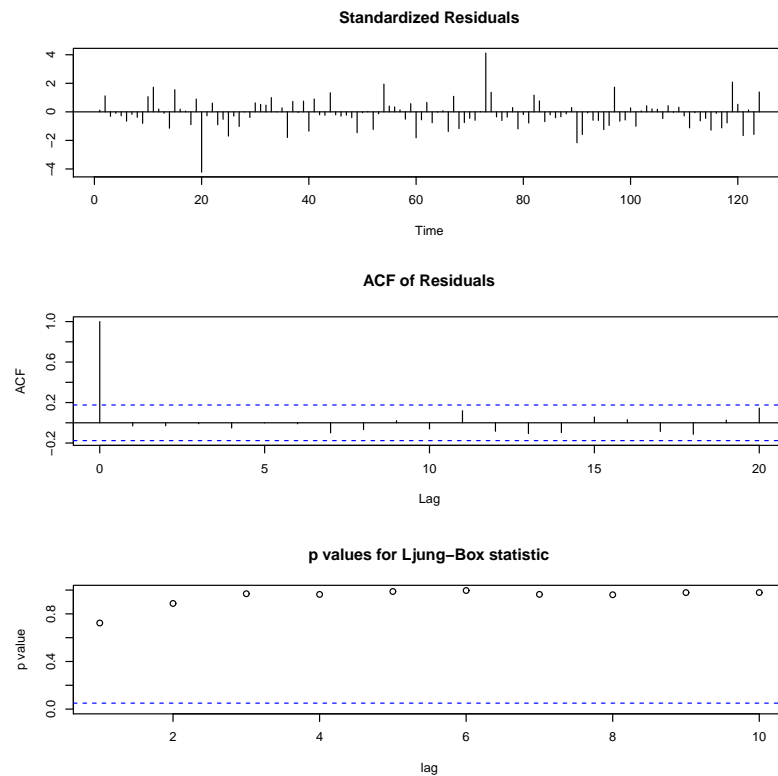 Standardized Residuals
4
2
0
−2
−4
0 20 40 60 80 100 120
Time
ACF of Residuals
1.0
0.6
0.2
−0.2
ACF
0 5 10 15 20
Lag
p values for Ljung−Box statistic
0.8
0.4
0.0
p value
2 4 6 8 10
lag